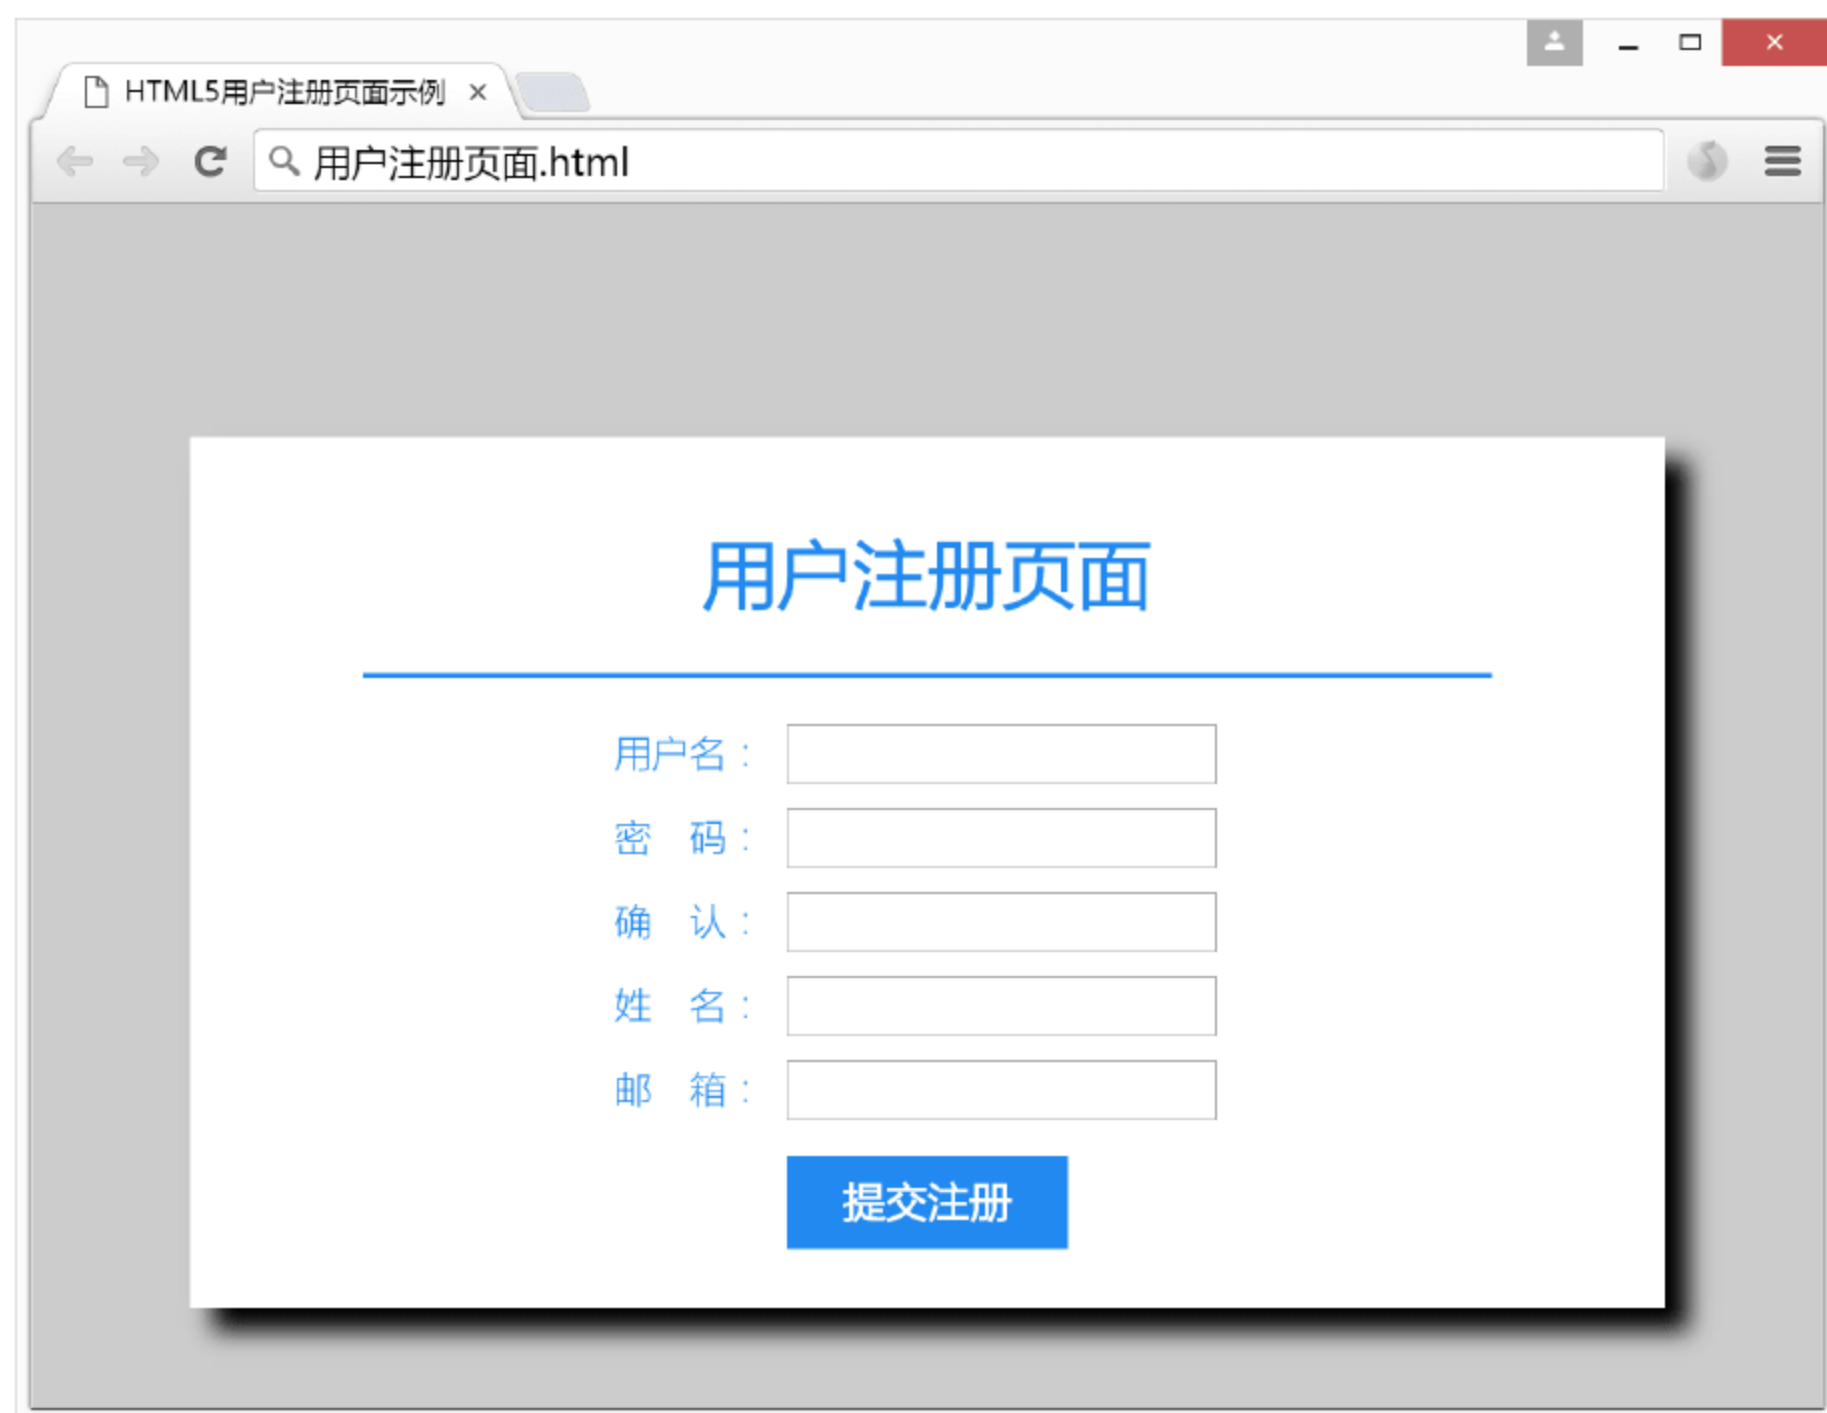 HTML5用户注册页面示例
用户注册页面.html
用户注册页面
用户名：
密　码：
确　认：
姓　名：
邮　箱：
提交注册